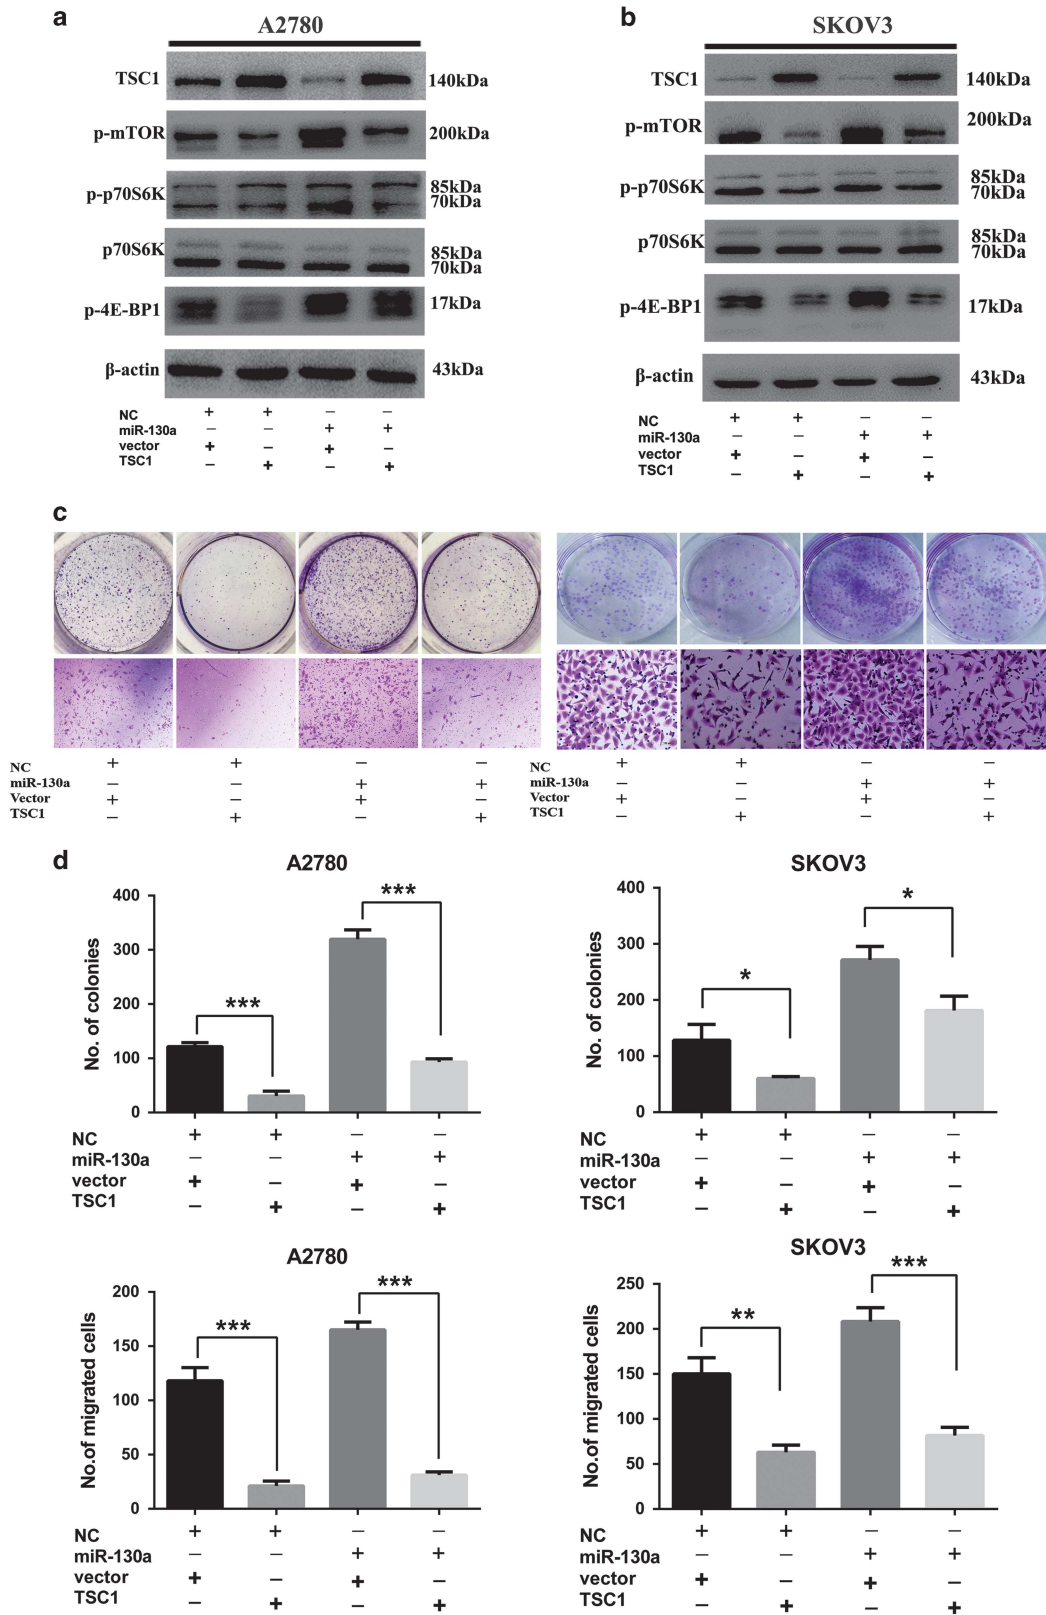 a
A2780
TSC1 140kDa
p-mTOR 200kDa
p-p70S6K 85kDa
70kDa
p70S6K 85kDa
70kDa
p-4E-BP1 17kDa
β-actin 43kDa
NC + + – –
miR-130a – – + +
vector + – + –
TSC1 – + – +
b
SKOV3
TSC1 140kDa
p-mTOR 200kDa
p-p70S6K 85kDa
70kDa
p70S6K 85kDa
70kDa
p-4E-BP1 17kDa
β-actin 43kDa
NC + + – –
miR-130a – – + +
vector + – + –
TSC1 – + – +
c
NC + + – –
miR-130a – – + +
Vector + – + –
TSC1 – + – +
NC + + – –
miR-130a – – + +
Vector + – + –
TSC1 – + – +
d
A2780
No. of colonies
400
300
200
100
0
***
***
NC + + – –
miR-130a – – + +
vector + – + –
TSC1 – + – +
SKOV3
No. of colonies
400
300
200
100
0
*
*
NC + + – –
miR-130a – – + +
vector + – + –
TSC1 – + – +
A2780
No.of migrated cells
200
150
100
50
0
***
***
NC + + – –
miR-130a – – + +
vector + – + –
TSC1 – + – +
SKOV3
No.of migrated cells
250
200
150
100
50
0
**
***
NC + + – –
miR-130a – – + +
vector + – + –
TSC1 – + – +